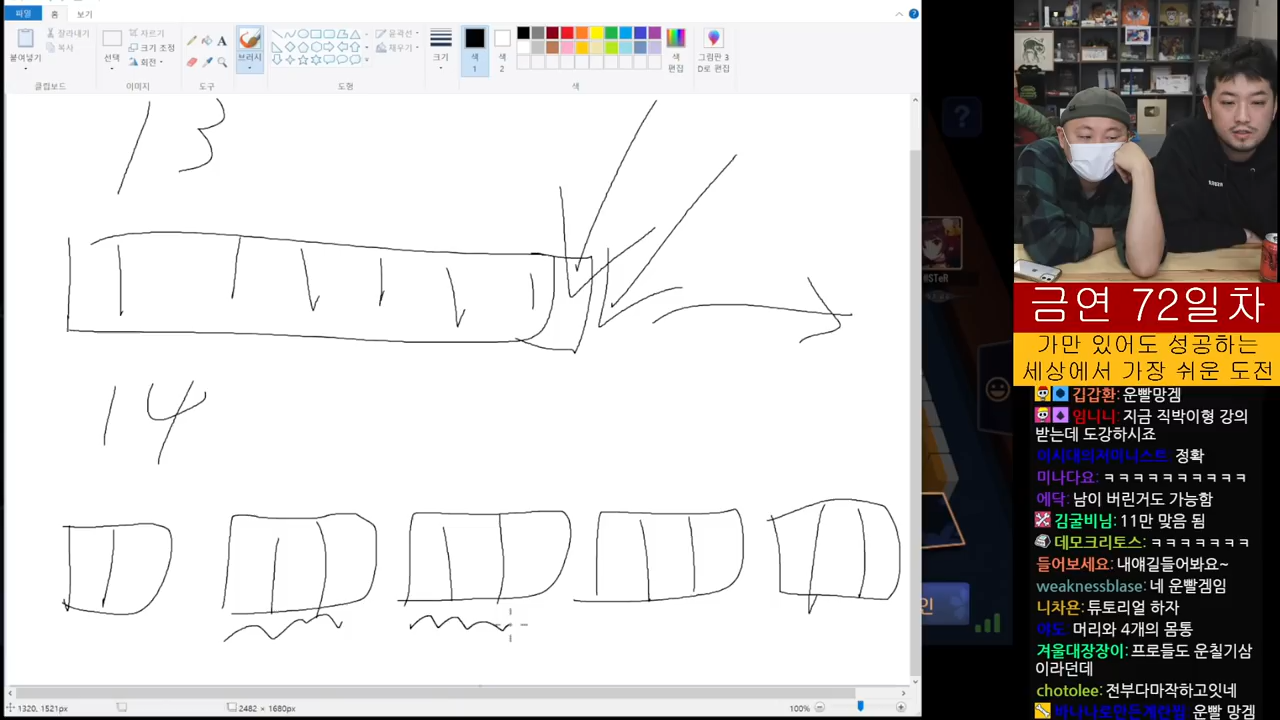 파일
홈
보기
붙여넣기
잘라내기
복사
클립보드
선택
자르기
크기 조정
회전
이미지
도구
브러시
윤곽선
채우기
도형
크기
색 1
색 2
색 편집
그림판 3D로 편집
색
13
14
?
#STeR
인
1320, 1521px
2482 × 1680px
100%
금연 72일차
가만 있어도 성공하는
세상에서 가장 쉬운 도전
김갑환: 운빨망겜
임니니: 지금 직박이형 강의
받는데 도강하시죠
정확
미나다요: ㅋㅋㅋㅋㅋㅋㅋㅋㅋㅋ
에닥: 남이 버린거도 가능함
김굴비님: 11만 맞음 됨
데모크리토스: ㅋㅋㅋㅋㅋㅋㅋ
들어보세요: 내얘길들어봐요~
weaknessblase: 네 운빨겜임
니차욘: 튜토리얼 하자
야도: 머리와 4개의 몸통
겨울대장장이: 프로들도 운칠기삼
이라던데
chotolee: 전부다마작하고잇네
운빨 망겜